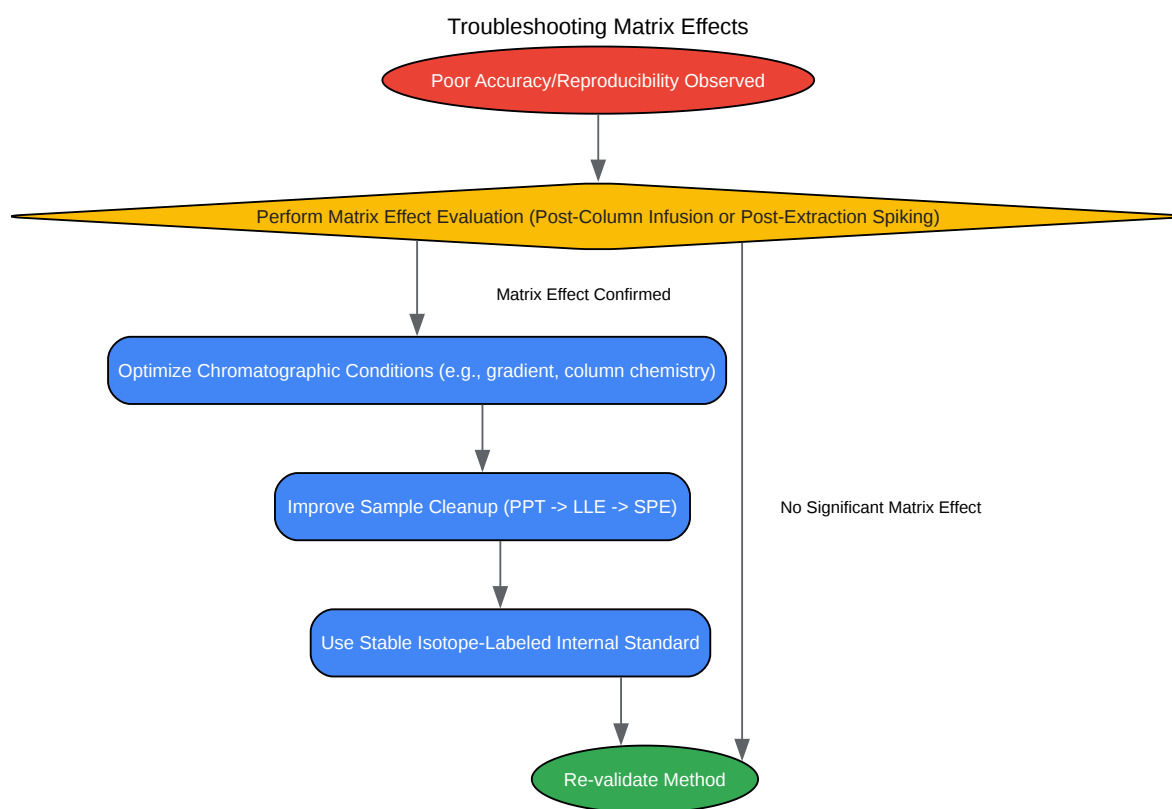 Troubleshooting Matrix Effects
Poor Accuracy/Reproducibility Observed
Perform Matrix Effect Evaluation (Post-Column Infusion or Post-Extraction Spiking)
Matrix Effect Confirmed
Optimize Chromatographic Conditions (e.g., gradient, column chemistry)
Improve Sample Cleanup (PPT -> LLE -> SPE)
No Significant Matrix Effect
Use Stable Isotope-Labeled Internal Standard
Re-validate Method